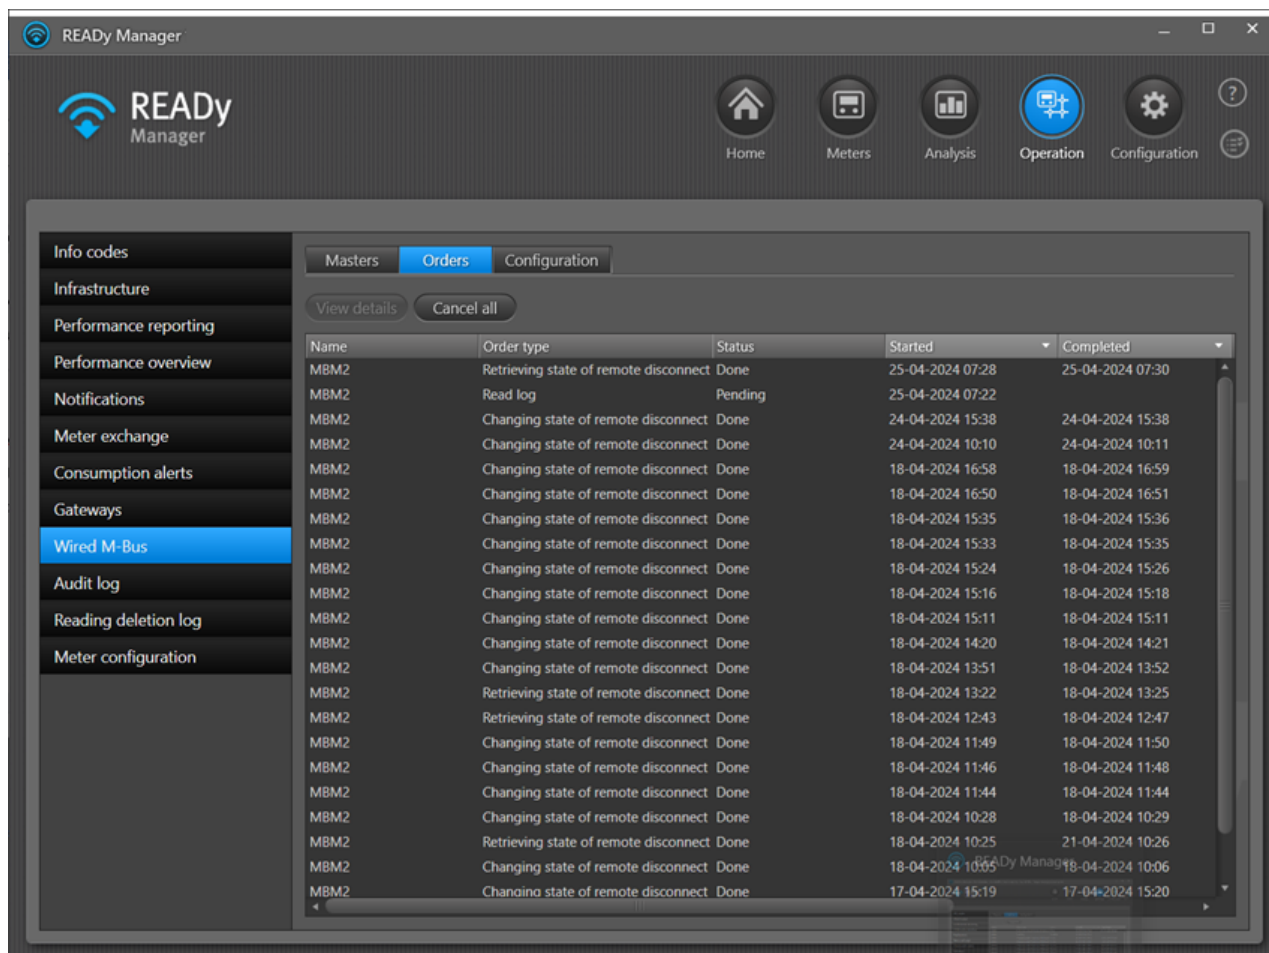 READy Manager
READy
Manager
Home Meters Analysis Operation Configuration
?
Info codes
Infrastructure
Performance reporting
Performance overview
Notifications
Meter exchange
Consumption alerts
Gateways
Wired M-Bus
Audit log
Reading deletion log
Meter configuration
Masters Orders Configuration
View details Cancel all
Name Order type Status Started Completed
MBM2 Retrieving state of remote disconnect Done 25-04-2024 07:28 25-04-2024 07:30
MBM2 Read log Pending 25-04-2024 07:22
MBM2 Changing state of remote disconnect Done 24-04-2024 15:38 24-04-2024 15:38
MBM2 Changing state of remote disconnect Done 24-04-2024 10:10 24-04-2024 10:11
MBM2 Changing state of remote disconnect Done 18-04-2024 16:58 18-04-2024 16:59
MBM2 Changing state of remote disconnect Done 18-04-2024 16:50 18-04-2024 16:51
MBM2 Changing state of remote disconnect Done 18-04-2024 15:35 18-04-2024 15:36
MBM2 Changing state of remote disconnect Done 18-04-2024 15:33 18-04-2024 15:35
MBM2 Changing state of remote disconnect Done 18-04-2024 15:24 18-04-2024 15:26
MBM2 Changing state of remote disconnect Done 18-04-2024 15:16 18-04-2024 15:18
MBM2 Changing state of remote disconnect Done 18-04-2024 15:11 18-04-2024 15:11
MBM2 Changing state of remote disconnect Done 18-04-2024 14:20 18-04-2024 14:21
MBM2 Changing state of remote disconnect Done 18-04-2024 13:51 18-04-2024 13:52
MBM2 Retrieving state of remote disconnect Done 18-04-2024 13:22 18-04-2024 13:25
MBM2 Retrieving state of remote disconnect Done 18-04-2024 12:43 18-04-2024 12:47
MBM2 Changing state of remote disconnect Done 18-04-2024 11:49 18-04-2024 11:50
MBM2 Changing state of remote disconnect Done 18-04-2024 11:46 18-04-2024 11:48
MBM2 Changing state of remote disconnect Done 18-04-2024 11:44 18-04-2024 11:44
MBM2 Changing state of remote disconnect Done 18-04-2024 10:28 18-04-2024 10:29
MBM2 Retrieving state of remote disconnect Done 18-04-2024 10:25 21-04-2024 10:26
MBM2 Changing state of remote disconnect Done 18-04-2024 10:05 18-04-2024 10:06
READy Manager
MBM2 Changing state of remote disconnect Done 17-04-2024 15:19 17-04-2024 15:20